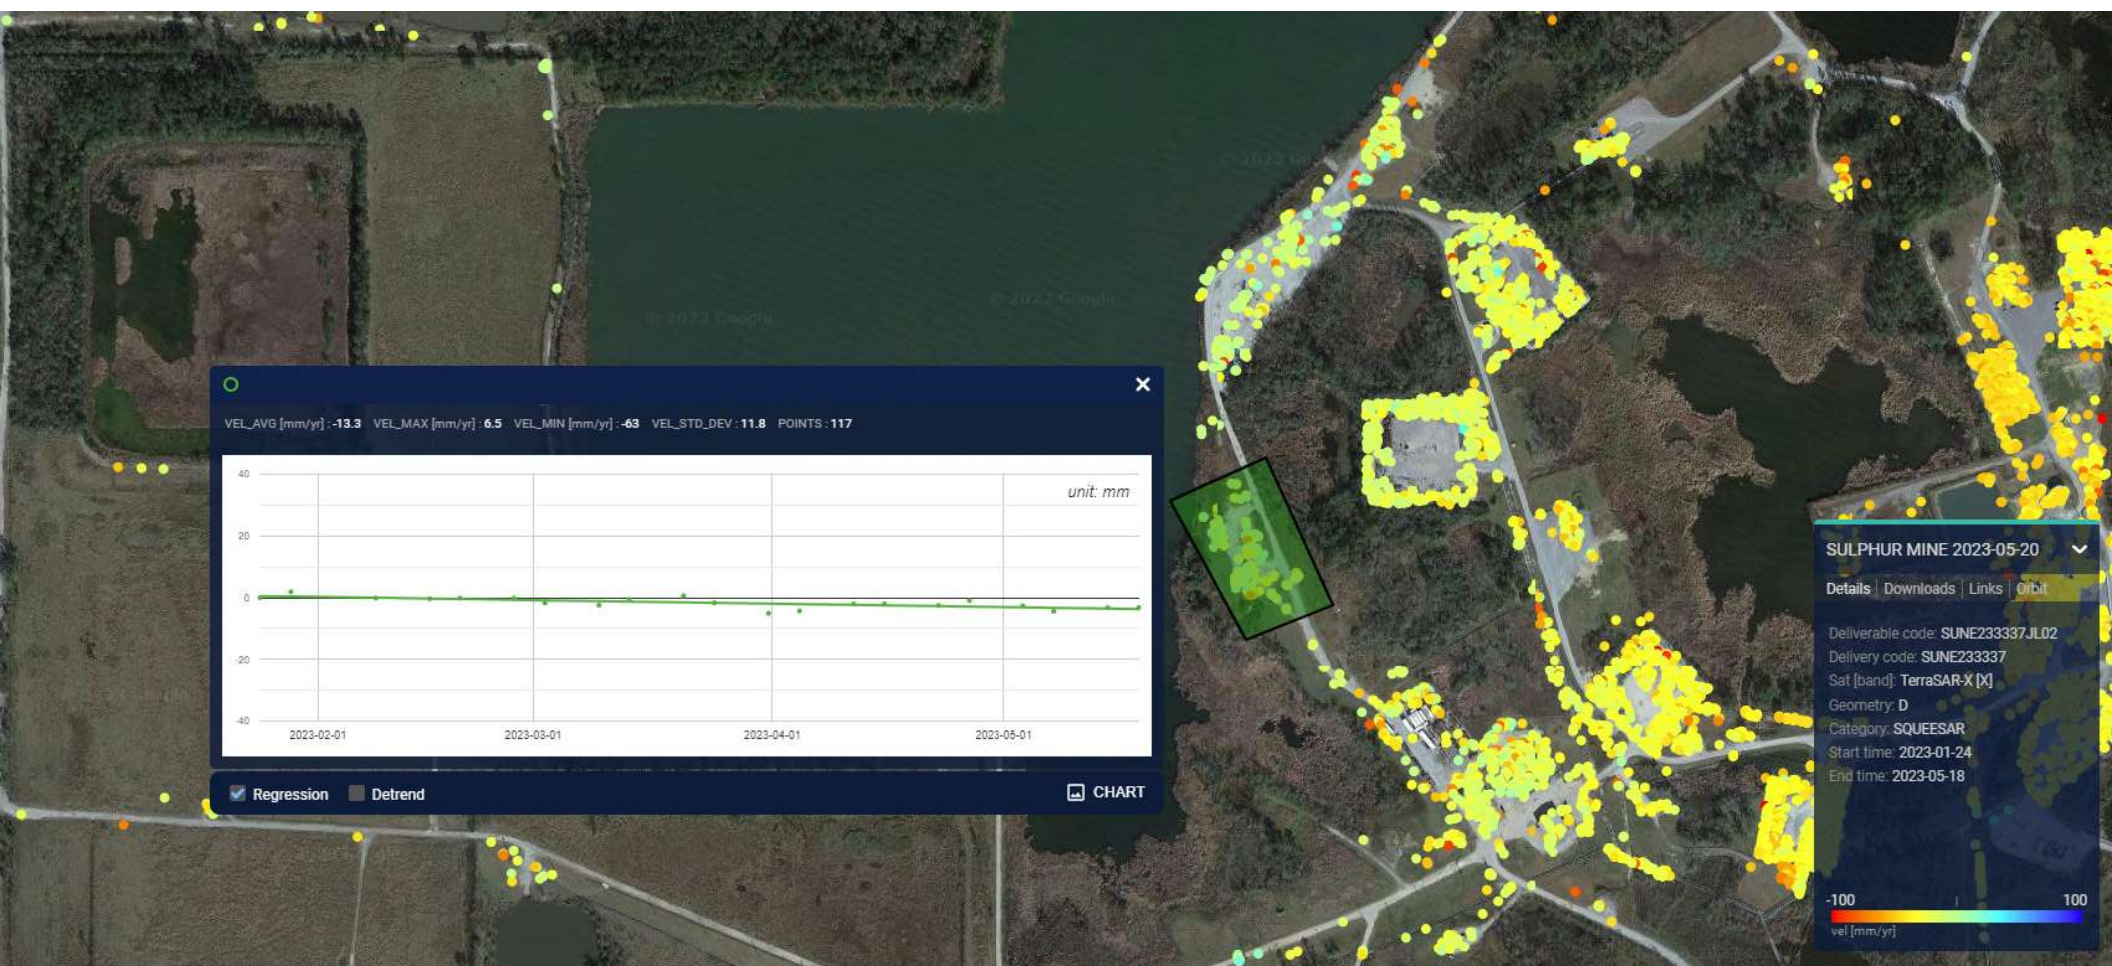 © 2023 Google
© 2023 Google
VEL_AVG [mm/yr] : -13.3 VEL_MAX [mm/yr] : 6.5 VEL_MIN [mm/yr] : -63 VEL_STD_DEV : 11.8 POINTS : 117
unit: mm
40
20
0
-20
-40
2023-02-01 2023-03-01 2023-04-01 2023-05-01
Regression Detrend CHART
SULPHUR MINE 2023-05-20
Details | Downloads | Links | Orbit
Deliverable code: SUNE233337JL02
Delivery code: SUNE233337
Sat [band]: TerraSAR-X [X]
Geometry: D
Category: SQUEESAR
Start time: 2023-01-24
End time: 2023-05-18
-100 100
vel [mm/yr]